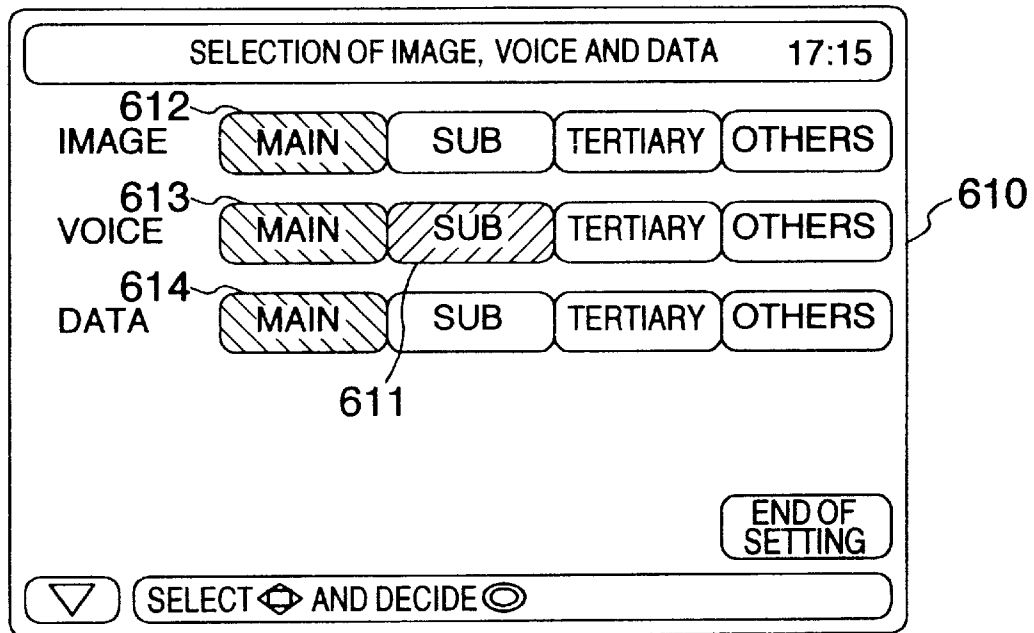 SELECTION OF IMAGE, VOICE AND DATA 17:15
612
IMAGE MAIN SUB TERTIARY OTHERS
610
613
VOICE MAIN SUB TERTIARY OTHERS
614
DATA MAIN SUB TERTIARY OTHERS
611
END OF
SETTING
SELECT AND DECIDE